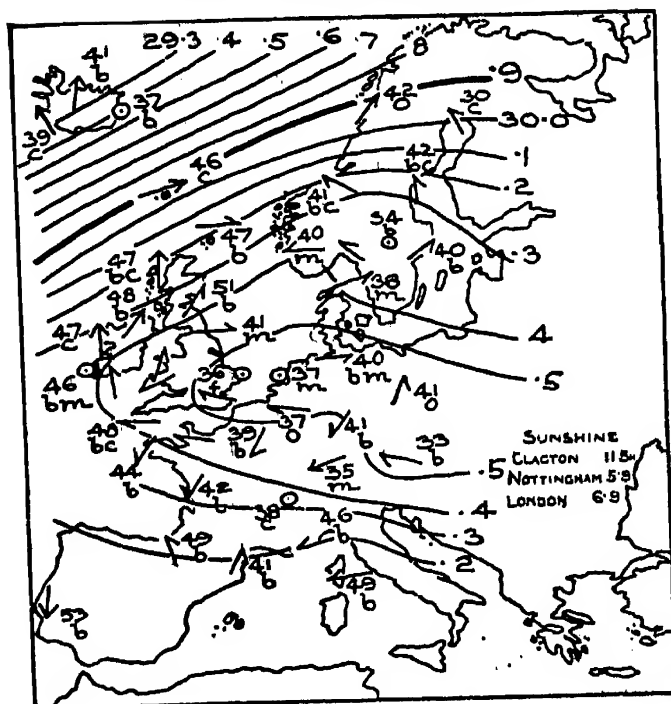 29.3 .4 .5 .6 .7 .8
41
b
37
b
39
c
42
O
.9
30
c
30.0
46
c
42
bc
.1
.2
41
bc
54
b
.3
47
b
40
m
40
b
47
bc
38
m
48
b
51
b
47
c
41
m
.4
46
bm
36
f
37
m
40
bm
.5
41
O
40
bc
39
b
37
O
41
b
33
b
SUNSHINE
CLACTON
NOTTINGHAM 5.9
LONDON 6.9
.5
44
b
42
b
35
m
38
c
.4
46
b
.3
49
b
41
b
.2
49
b
53
b